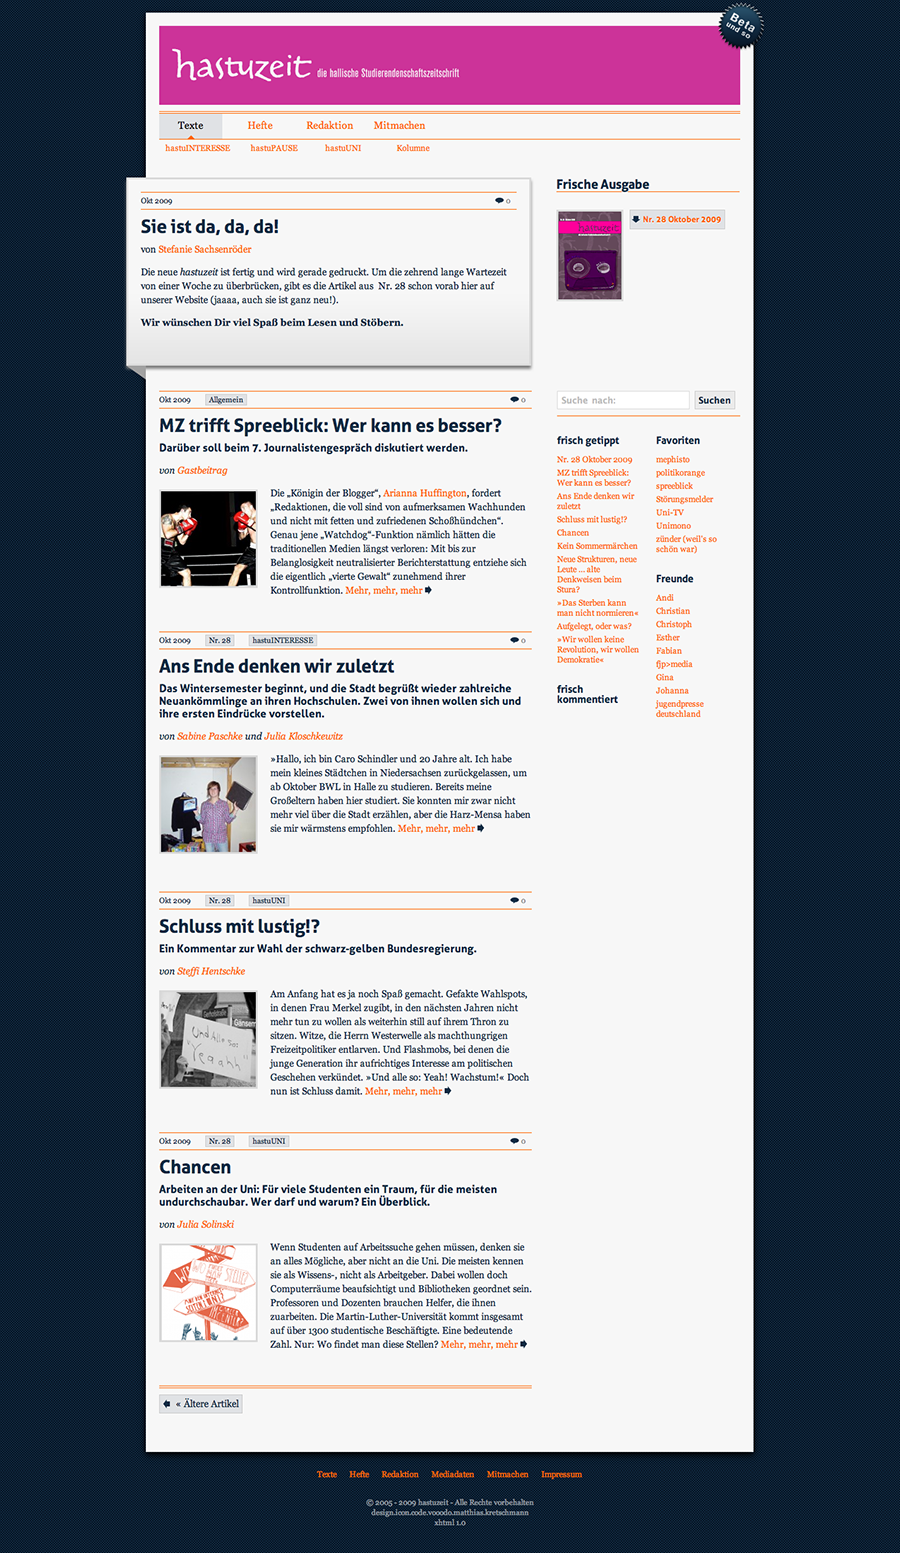 Beta
und so
hastuzeit die hallische Studierendenschaftszeitschrift
Texte Hefte Redaktion Mitmachen
hastuINTERESSE hastuPAUSE hastuUNI Kolumne
Okt 2009 0
Sie ist da, da, da!
von Stefanie Sachsenröder
Die neue hastuzeit ist fertig und wird gerade gedruckt. Um die zehrend lange Wartezeit
von einer Woche zu überbrücken, gibt es die Artikel aus Nr. 28 schon vorab hier auf
unserer Website (jaaaa, auch sie ist ganz neu!).
Wir wünschen Dir viel Spaß beim Lesen und Stöbern.
Frische Ausgabe
hastuzeit
Nr. 28 Oktober 2009
Okt 2009 Allgemein 0
MZ trifft Spreeblick: Wer kann es besser?
Darüber soll beim 7. Journalistengespräch diskutiert werden.
von Gastbeitrag
Die „Königin der Blogger“, Arianna Huffington, fordert
„Redaktionen, die voll sind von aufmerksamen Wachhunden
und nicht mit fetten und zufriedenen Schoßhündchen“.
Genau jene „Watchdog“-Funktion nämlich hätten die
traditionellen Medien längst verloren: Mit bis zur
Belanglosigkeit neutralisierter Berichterstattung entziehe sich
die eigentlich „vierte Gewalt“ zunehmend ihrer
Kontrollfunktion. Mehr, mehr, mehr
Okt 2009 Nr. 28 hastuINTERESSE 0
Ans Ende denken wir zuletzt
Das Wintersemester beginnt, und die Stadt begrüßt wieder zahlreiche
Neuankömmlinge an ihren Hochschulen. Zwei von ihnen wollen sich und
ihre ersten Eindrücke vorstellen.
von Sabine Paschke und Julia Kloschkewitz
»Hallo, ich bin Caro Schindler und 20 Jahre alt. Ich habe
mein kleines Städtchen in Niedersachsen zurückgelassen, um
ab Oktober BWL in Halle zu studieren. Bereits meine
Großeltern haben hier studiert. Sie konnten mir zwar nicht
mehr viel über die Stadt erzählen, aber die Harz-Mensa haben
sie mir wärmstens empfohlen. Mehr, mehr, mehr
Okt 2009 Nr. 28 hastuUNI 0
Schluss mit lustig!?
Ein Kommentar zur Wahl der schwarz-gelben Bundesregierung.
von Steffi Hentschke
Gänsem
Und Alle So:
"Yeaahh"
Am Anfang hat es ja noch Spaß gemacht. Gefakte Wahlspots,
in denen Frau Merkel zugibt, in den nächsten Jahren nicht
mehr tun zu wollen als weiterhin still auf ihrem Thron zu
sitzen. Witze, die Herrn Westerwelle als machthungrigen
Freizeitpolitiker entlarven. Und Flashmobs, bei denen die
junge Generation ihr aufrichtiges Interesse am politischen
Geschehen verkündet. »Und alle so: Yeah! Wachstum!« Doch
nun ist Schluss damit. Mehr, mehr, mehr
Okt 2009 Nr. 28 hastuUNI 0
Chancen
Arbeiten an der Uni: Für viele Studenten ein Traum, für die meisten
undurchschaubar. Wer darf und warum? Ein Überblick.
von Julia Solinski
Wenn Studenten auf Arbeitssuche gehen müssen, denken sie
an alles Mögliche, aber nicht an die Uni. Die meisten kennen
sie als Wissens-, nicht als Arbeitgeber. Dabei wollen doch
Computerräume beaufsichtigt und Bibliotheken geordnet sein.
Professoren und Dozenten brauchen Helfer, die ihnen
zuarbeiten. Die Martin-Luther-Universität kommt insgesamt
auf über 1300 studentische Beschäftigte. Eine bedeutende
Zahl. Nur: Wo findet man diese Stellen? Mehr, mehr, mehr
« Ältere Artikel
Suche nach: Suchen
frisch getippt
Nr. 28 Oktober 2009
MZ trifft Spreeblick:
Wer kann es besser?
Ans Ende denken wir
zuletzt
Schluss mit lustig!?
Chancen
Kein Sommermärchen
Neue Strukturen, neue
Leute ... alte
Denkweisen beim
Stura?
»Das Sterben kann
man nicht normieren«
Aufgelegt, oder was?
»Wir wollen keine
Revolution, wir wollen
Demokratie«
frisch
kommentiert
Favoriten
mephisto
politikorange
spreeblick
Störungsmelder
Uni-TV
Unimono
zünder (weil's so
schön war)
Freunde
Andi
Christian
Christoph
Esther
Fabian
fjp>media
Gina
Johanna
jugendpresse
deutschland
Texte Hefte Redaktion Mediadaten Mitmachen Impressum
© 2005 - 2009 hastuzeit - Alle Rechte vorbehalten
design.icon.code.vooodo.matthias.kretschmann
xhtml 1.0